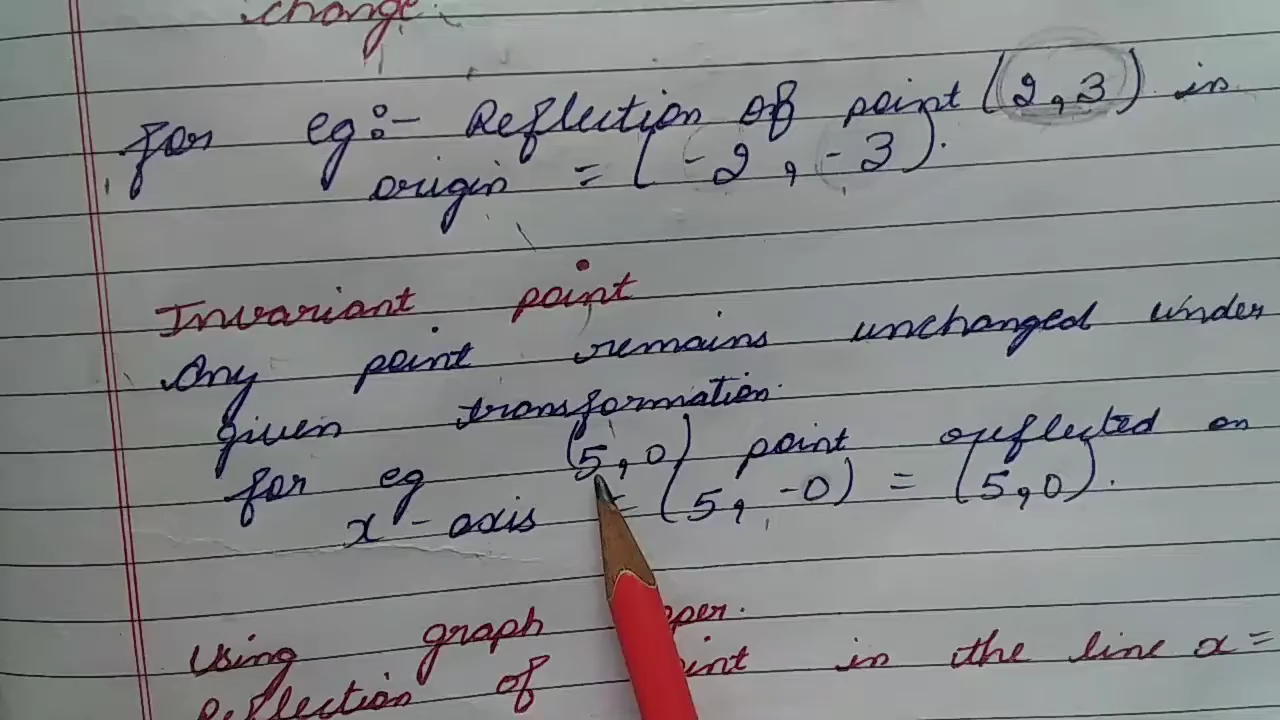 change.
for eg:- Reflection of point (2,3) in
origin = (-2, -3).
Invariant point
Any point remains unchanged under
given transformation.
for eg (5,0) point reflected on
x-axis = (5, -0) = (5,0).
Using graph
Reflection of in the line x=